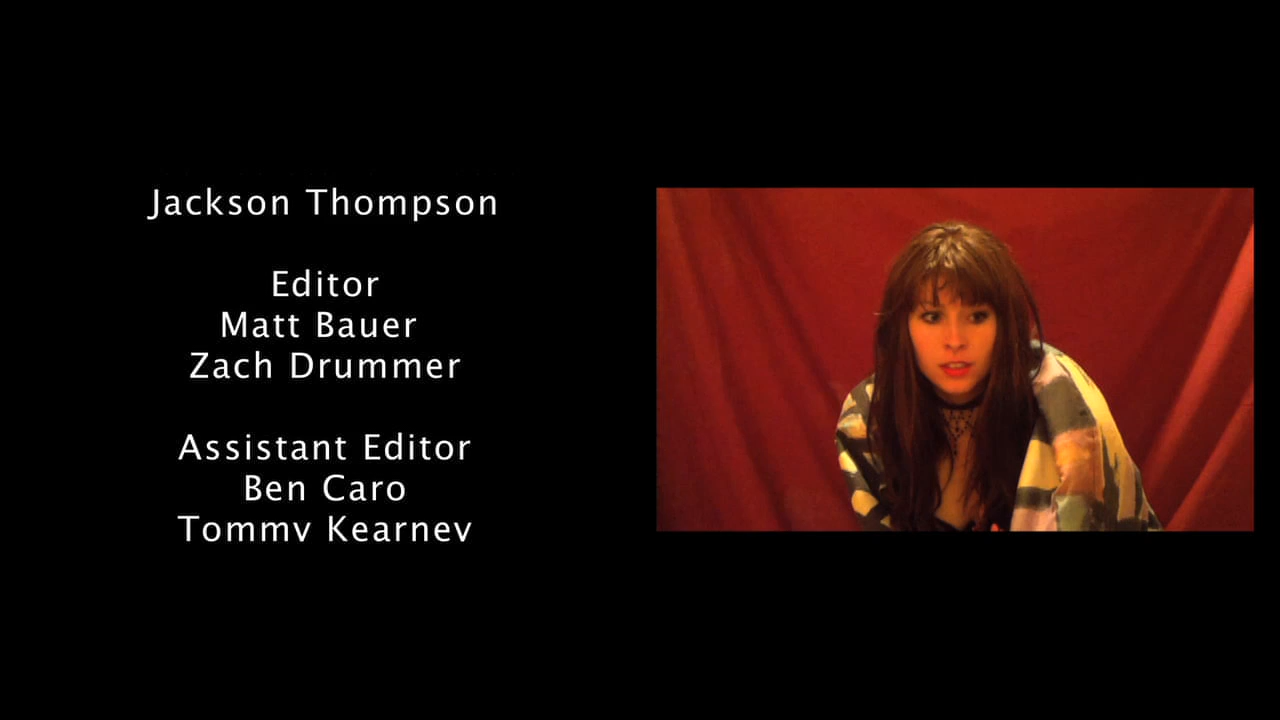 Jackson Thompson
Editor
Matt Bauer
Zach Drummer
Assistant Editor
Ben Caro
Tommy Kearney